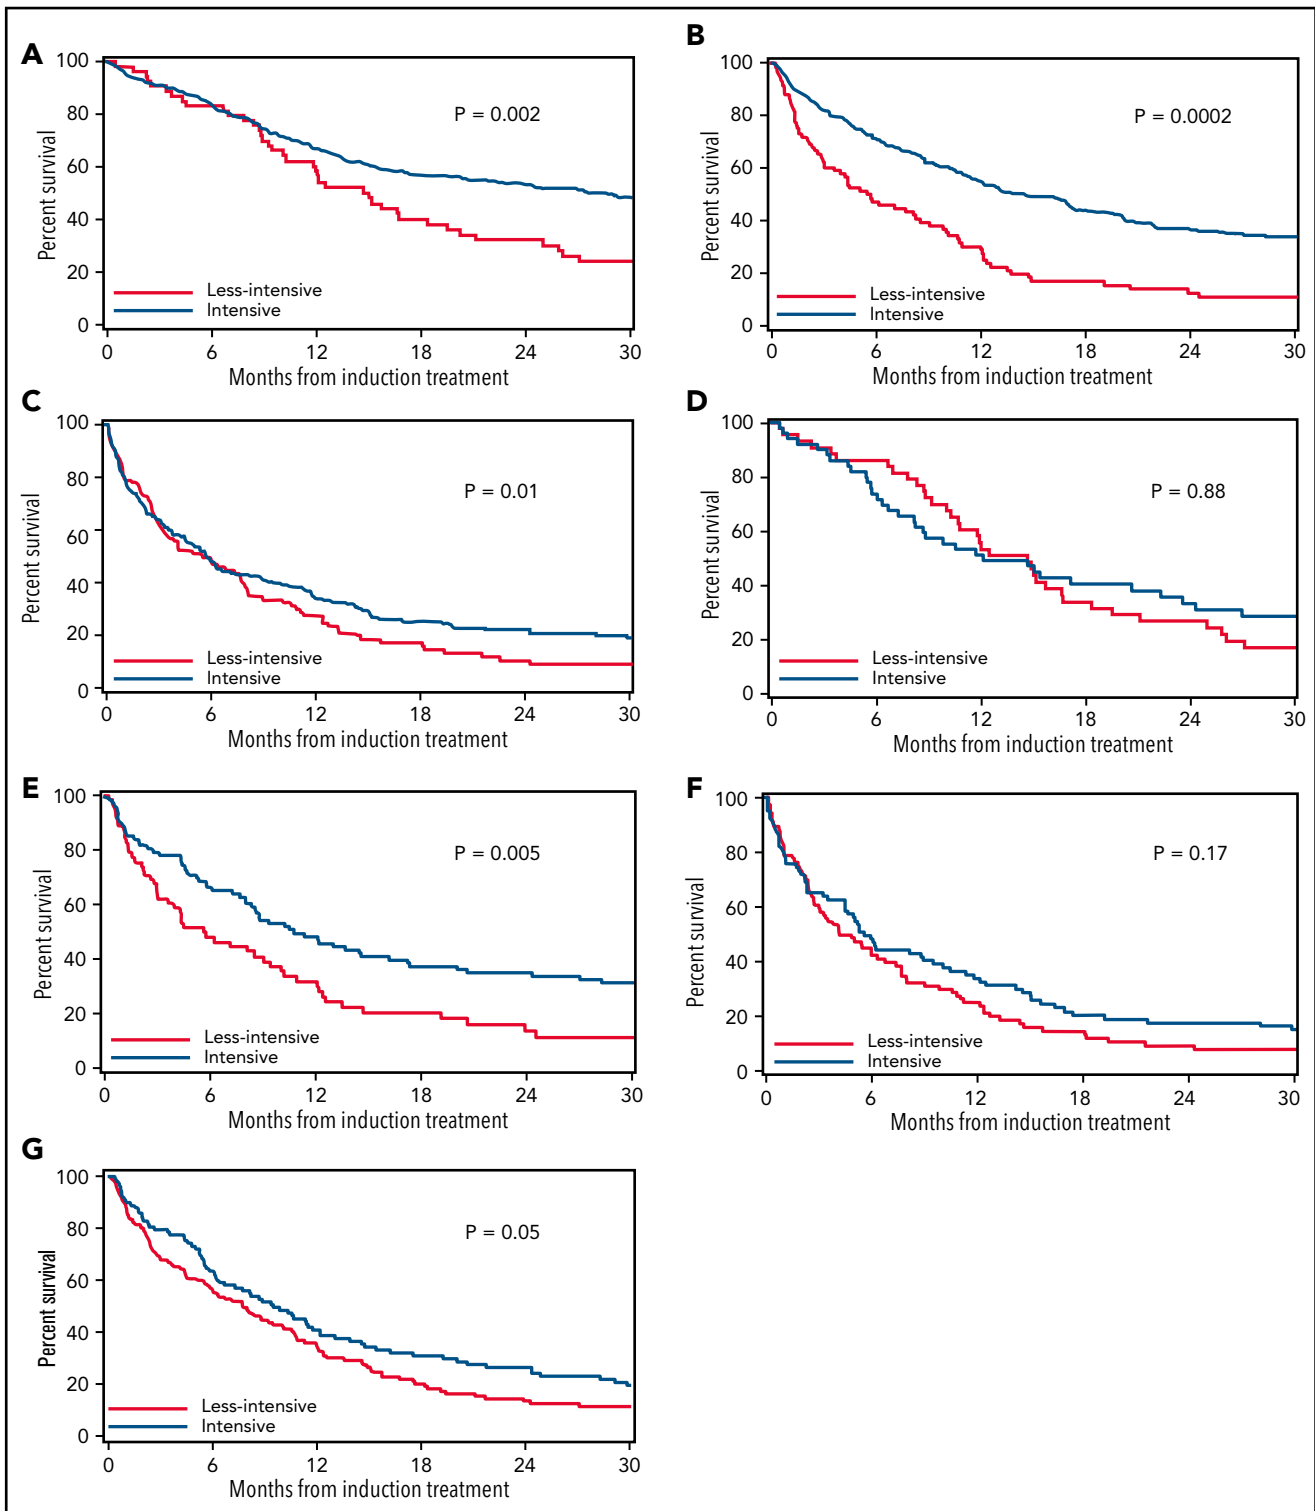 A
100
80
60
40
20
0
Percent survival
P = 0.002
Less-intensive
Intensive
0 6 12 18 24 30
Months from induction treatment
B
100
80
60
40
20
0
Percent survival
P = 0.0002
Less-intensive
Intensive
0 6 12 18 24 30
Months from induction treatment
C
100
80
60
40
20
0
Percent survival
P = 0.01
Less-intensive
Intensive
0 6 12 18 24 30
Months from induction treatment
D
100
80
60
40
20
0
Percent survival
P = 0.88
Less-intensive
Intensive
0 6 12 18 24 30
Months from induction treatment
E
100
80
60
40
20
0
Percent survival
P = 0.005
Less-intensive
Intensive
0 6 12 18 24 30
Months from induction treatment
F
100
80
60
40
20
0
Percent survival
P = 0.17
Less-intensive
Intensive
0 6 12 18 24 30
Months from induction treatment
G
100
80
60
40
20
0
Percent survival
P = 0.05
Less-intensive
Intensive
0 6 12 18 24 30
Months from induction treatment